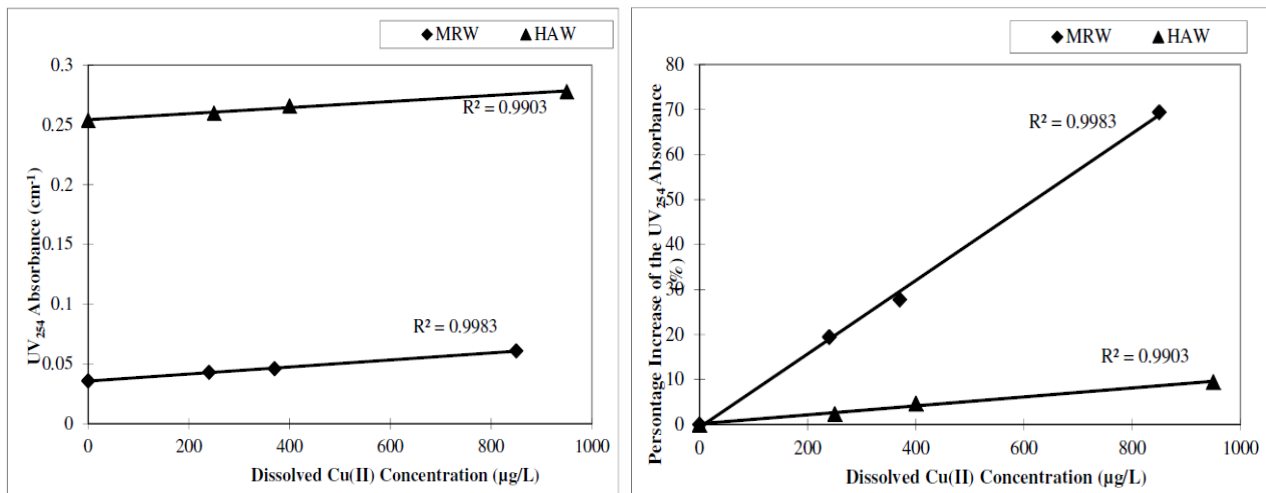 MRW HAW
0.3
0.25
0.2
0.15
0.1
0.05
0
R² = 0.9903
R² = 0.9983
UV254 Absorbance (cm-1)
0 200 400 600 800 1000
Dissolved Cu(II) Concentration (µg/L)
MRW HAW
80
70
60
50
40
30
20
10
0
R² = 0.9983
R² = 0.9903
Persontage Increase of the UV254 Absorbance
(%)
0 200 400 600 800 1000
Dissolved Cu(II) Concentration (µg/L)